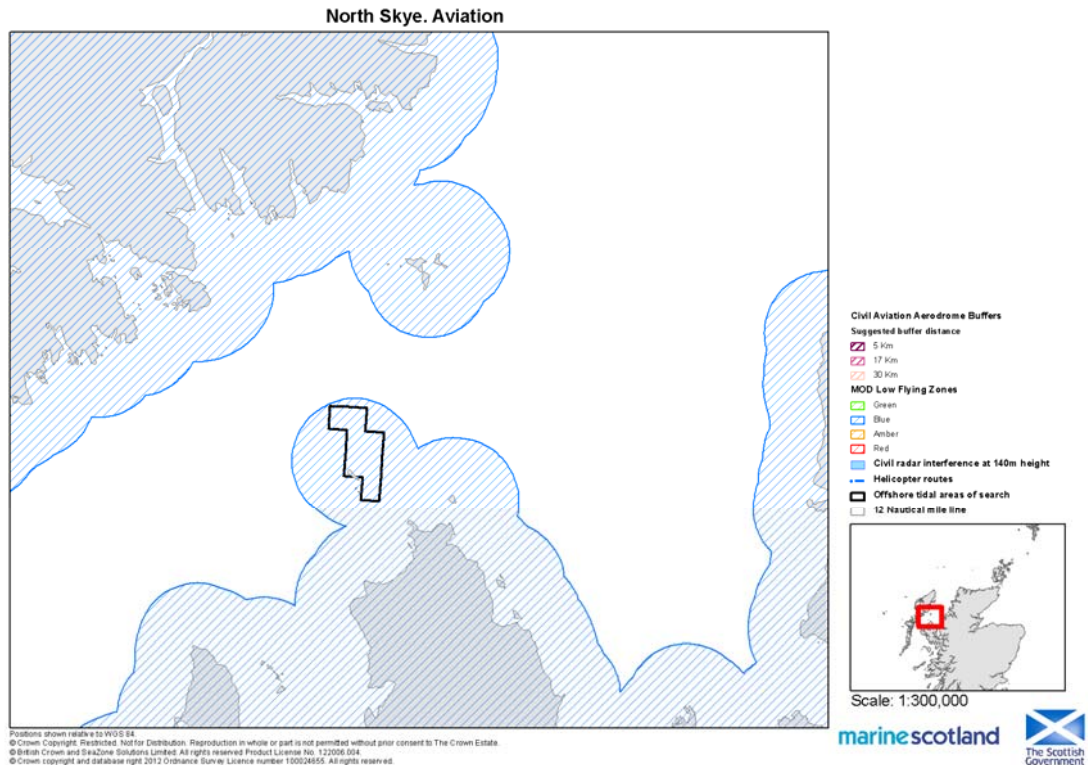 North Skye. Aviation
Civil Aviation Aerodrome Buffers
Suggested buffer distance
5 Km
17 Km
30 Km
MOD Low Flying Zones
Green
Blue
Amber
Red
Civil radar interference at 140m height
Helicopter routes
Offshore tidal areas of search
12 Nautical mile line
Scale: 1:300,000
marinescotland
The Scottish
Government
Positions shown relative to WGS 84.
© Crown Copyright. Restricted. Not for Distribution. Reproduction in whole or part is not permitted without prior consent to The Crown Estate.
© British Crown and SeaZone Solutions Limited. All rights reserved Product License No. 122006.004.
© Crown copyright and database right 2012 Ordnance Survey Licence number 100024655. All rights reserved.